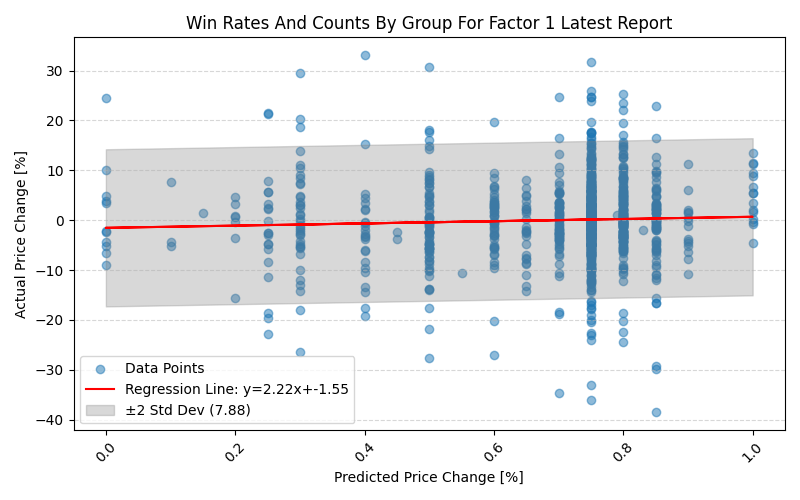 Win Rates And Counts By Group For Factor 1 Latest Report
Actual Price Change [%]
30
20
10
0
−10
−20
−30
−40
Data Points
Regression Line: y=2.22x+-1.55
±2 Std Dev (7.88)
0.0
0.2
0.4
0.6
0.8
1.0
Predicted Price Change [%]